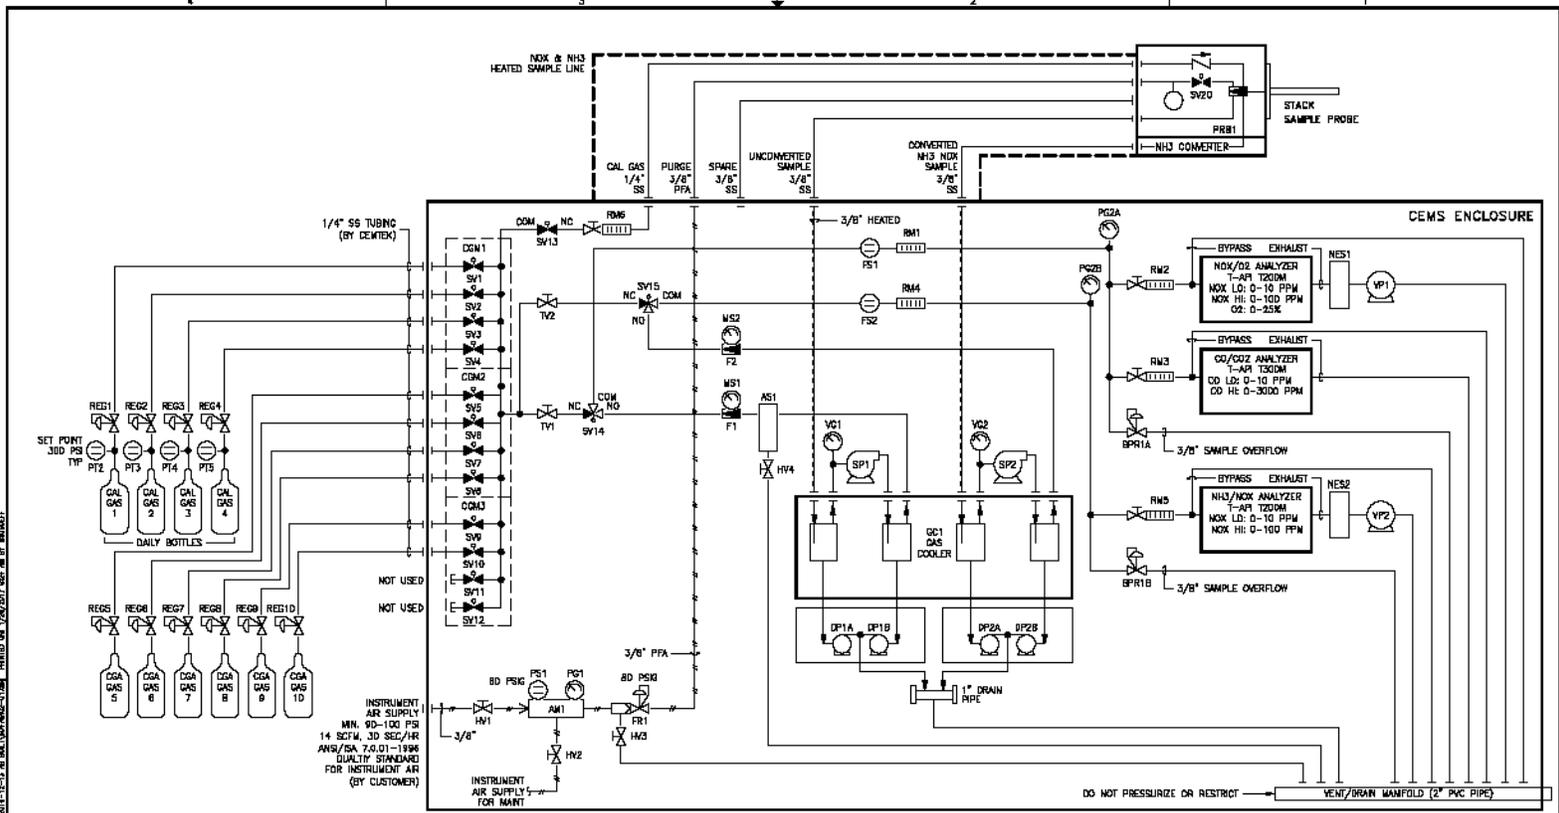 3
2
NOX & NH3
HEATED SAMPLE LINE
SV20
PRB1
NH3 CONVERTER
STACK
SAMPLE PROBE
CAL GAS
1/4"
SS
PURGE
3/8"
PFA
SPARE
3/8"
SS
UNCONVERTED
SAMPLE
3/8"
SS
CONVERTED
NH3 NOX
SAMPLE
3/8"
SS
CEMS ENCLOSURE
1/4" SS TUBING
(BY CEMTEK)
COM
NC
SV13
RM6
3/8" HEATED
CGM1
SV1
SV2
SV3
SV4
CGM2
SV5
SV6
SV7
SV8
CGM3
SV9
SV10
SV11
SV12
NOT USED
NOT USED
TV2
NC
SV15
COM
NO
TV1
NC
COM
NO
SV14
MS2
F2
MS1
F1
AS1
HV4
FS1
RM1
FS2
RM4
PG2A
PG2B
RM2
BYPASS
EXHAUST
NOX/O2 ANALYZER
T-API T200M
NOX LO: 0-10 PPM
NOX HI: 0-100 PPM
O2: 0-25%
NES1
VP1
RM3
BYPASS
EXHAUST
CO/CO2 ANALYZER
T-API T300M
CO LO: 0-10 PPM
CO HI: 0-3000 PPM
BPR1A
3/8" SAMPLE OVERFLOW
RM5
BYPASS
EXHAUST
NH3/NOX ANALYZER
T-API T200M
NOX LO: 0-10 PPM
NOX HI: 0-100 PPM
NES2
VP2
BPR1B
3/8" SAMPLE OVERFLOW
VG1
SP1
VG2
SP2
GC1
GAS
COOLER
DP1A
DP1B
DP2A
DP2B
1" DRAIN
PIPE
REG1
REG2
REG3
REG4
SET POINT
300 PSI
TYP
PT2
PT3
PT4
PT5
CAL
GAS
1
CAL
GAS
2
CAL
GAS
3
CAL
GAS
4
DAILY BOTTLES
REG5
REG6
REG7
REG8
REG9
REG10
CGA
GAS
5
CGA
GAS
6
CGA
GAS
7
CGA
GAS
8
CGA
GAS
9
CGA
GAS
10
3/8" PFA
INSTRUMENT
AIR SUPPLY
MIN. 90-100 PSI
14 SCFM, 30 SEC/HR
ANSI/ISA 7.0.01-1996
QUALTIY STANDARD
FOR INSTRUMENT AIR
(BY CUSTOMER)
3/8"
HV1
80 PSIG
PS1
PG1
AM1
80 PSIG
FR1
HV2
HV3
INSTRUMENT
AIR SUPPLY
FOR MAINT
DO NOT PRESSURIZE OR RESTRICT
VENT/DRAIN MANIFOLD (2" PVC PIPE)